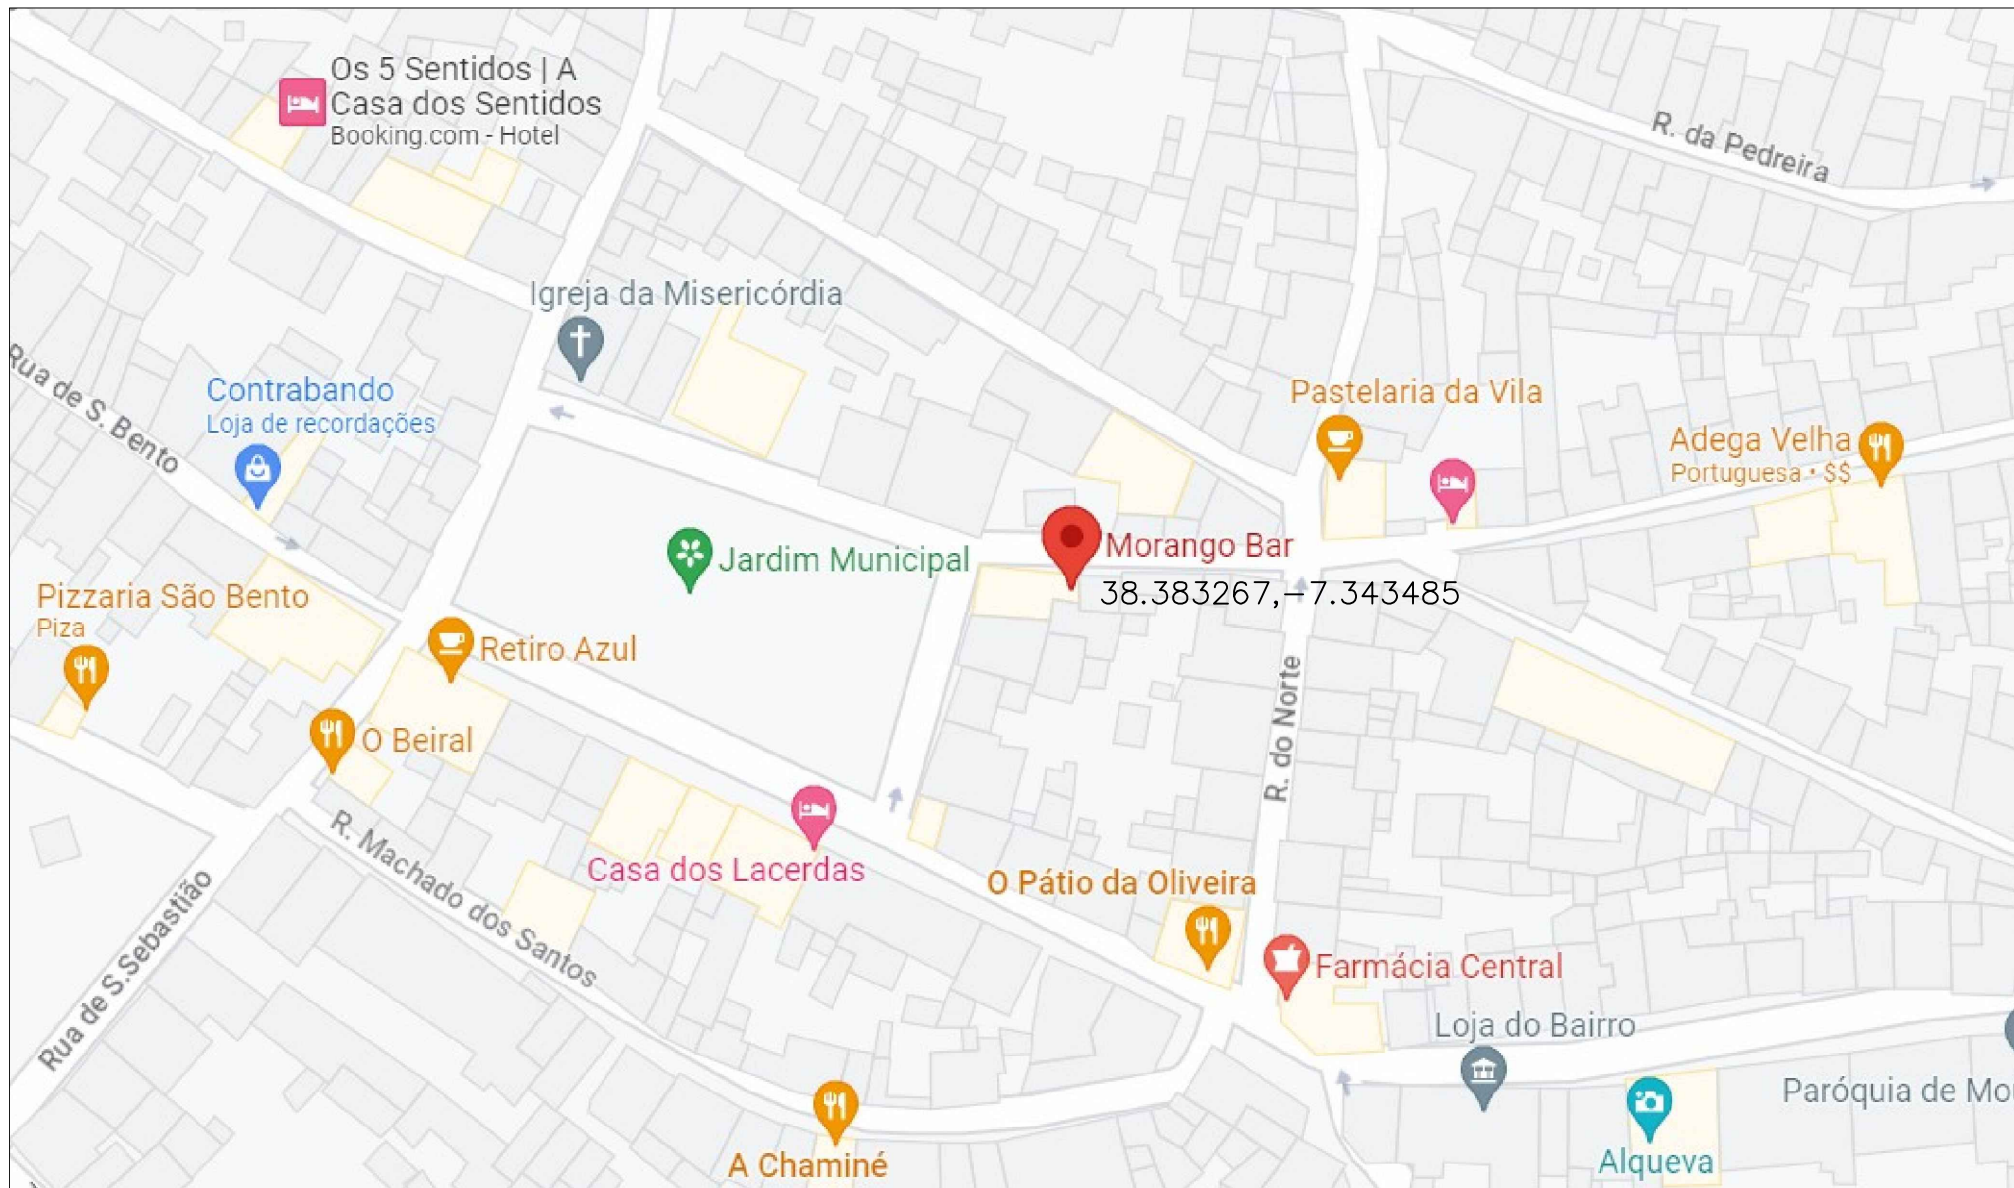 Os 5 Sentidos | A
Casa dos Sentidos
Booking.com - Hotel
R. da Pedreira
Igreja da Misericórdia
Rua de S. Bento
Contrabando
Loja de recordações
Pastelaria da Vila
Adega Velha
Portuguesa • $$
Jardim Municipal
Morango Bar
38.383267,-7.343485
Pizzaria São Bento
Piza
Retiro Azul
O Beiral
R. do Norte
R. Machado dos Santos
Casa dos Lacerdas
O Pátio da Oliveira
Rua de S.Sebastião
Farmácia Central
Loja do Bairro
Paróquia de Mo
A Chaminé
Alqueva